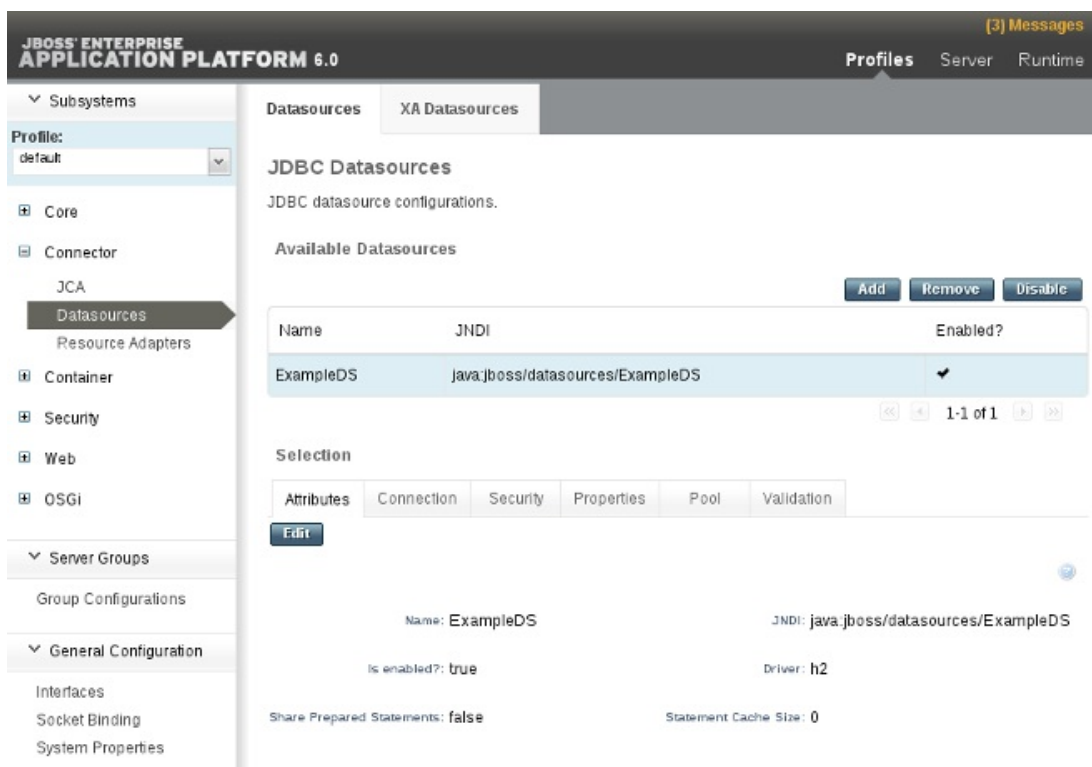 (3) Messages
JBOSS' ENTERPRISE
APPLICATION PLATFORM 6.0
Profiles Server Runtime
Subsystems
Profile:
default
Core
Connector
JCA
Datasources
Resource Adapters
Container
Security
Web
OSGi
Server Groups
Group Configurations
General Configuration
Interfaces
Socket Binding
System Properties
Datasources XA Datasources
JDBC Datasources
JDBC datasource configurations.
Available Datasources
Add Remove Disable
Name JNDI Enabled?
ExampleDS java:jboss/datasources/ExampleDS
1-1 of 1
Selection
Attributes Connection Security Properties Pool Validation
Edit
Name: ExampleDS JNDI: java:jboss/datasources/ExampleDS
Is enabled?: true Driver: h2
Share Prepared Statements: false Statement Cache Size: 0